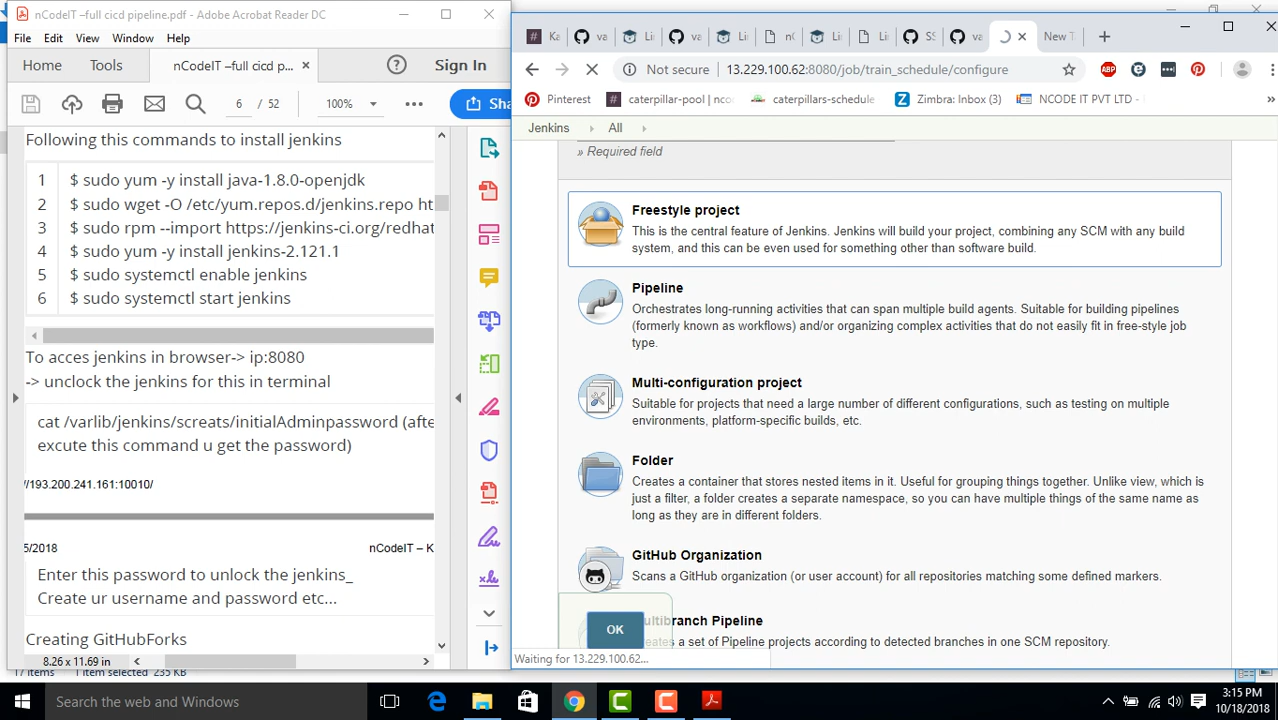 nCodeIT –full cicd pipeline.pdf - Adobe Acrobat Reader DC
File Edit View Window Help
Home Tools nCodeIT –full cicd p... Sign In
6 / 52 100% Sha
Following this commands to install jenkins
1 $ sudo yum -y install java-1.8.0-openjdk
2 $ sudo wget -O /etc/yum.repos.d/jenkins.repo ht
3 $ sudo rpm --import https://jenkins-ci.org/redhat
4 $ sudo yum -y install jenkins-2.121.1
5 $ sudo systemctl enable jenkins
6 $ sudo systemctl start jenkins
To acces jenkins in browser-> ip:8080
-> unclock the jenkins for this in terminal
cat /varlib/jenkins/screats/initialAdminpassword (afte
excute this command u get the password)
//193.200.241.161:10010/
5/2018 nCodeIT – K
Enter this password to unlock the jenkins_
Create ur username and password etc...
Creating GitHubForks
8.26 x 11.69 in
17 items 1 item selected 235 KB
# Ka va Lin va Lin nC Lin Lin SS va New T
Not secure 13.229.100.62:8080/job/train_schedule/configure
ABP
Pinterest # caterpillar-pool | nco caterpillars-schedule Zimbra: Inbox (3) NCODE IT PVT LTD - »
Jenkins All
» Required field
Freestyle project
This is the central feature of Jenkins. Jenkins will build your project, combining any SCM with any build
system, and this can be even used for something other than software build.
Pipeline
Orchestrates long-running activities that can span multiple build agents. Suitable for building pipelines
(formerly known as workflows) and/or organizing complex activities that do not easily fit in free-style job
type.
Multi-configuration project
Suitable for projects that need a large number of different configurations, such as testing on multiple
environments, platform-specific builds, etc.
Folder
Creates a container that stores nested items in it. Useful for grouping things together. Unlike view, which is
just a filter, a folder creates a separate namespace, so you can have multiple things of the same name as
long as they are in different folders.
GitHub Organization
Scans a GitHub organization (or user account) for all repositories matching some defined markers.
ultibranch Pipeline
OK
reates a set of Pipeline projects according to detected branches in one SCM repository.
Waiting for 13.229.100.62...
Search the web and Windows
3:15 PM
10/18/2018